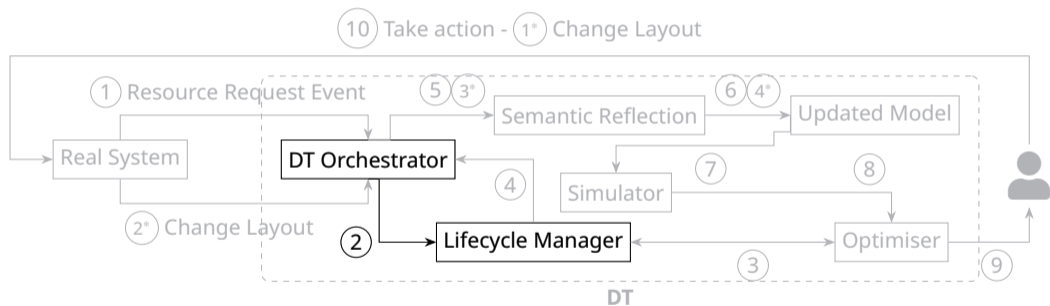 10 Take action - 1* Change Layout
1 Resource Request Event
5 3*
6 4*
Semantic Reflection
Updated Model
Real System
DT Orchestrator
4
7
8
Simulator
2* Change Layout
2
Lifecycle Manager
Optimiser
3
9
DT